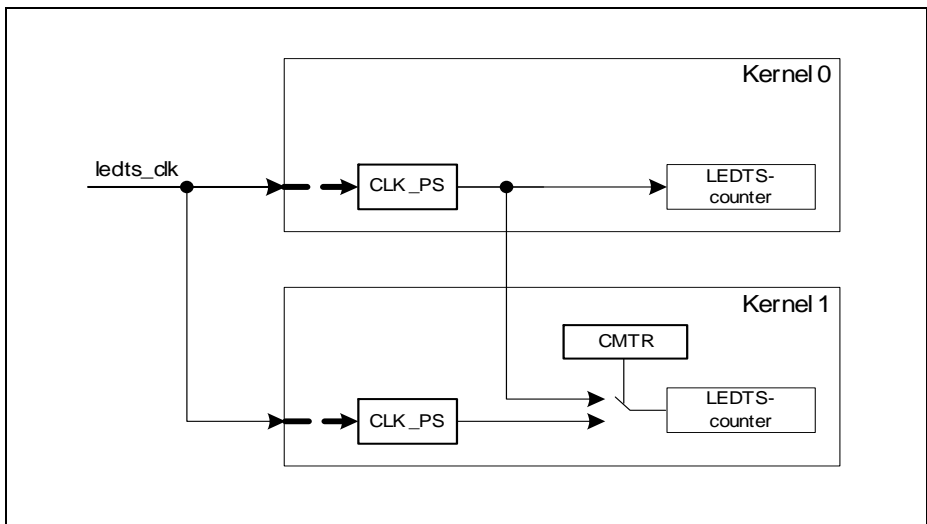 Kernel 0
ledts_clk
CLK_PS
LEDTS-
counter
Kernel 1
CMTR
LEDTS-
counter
CLK_PS